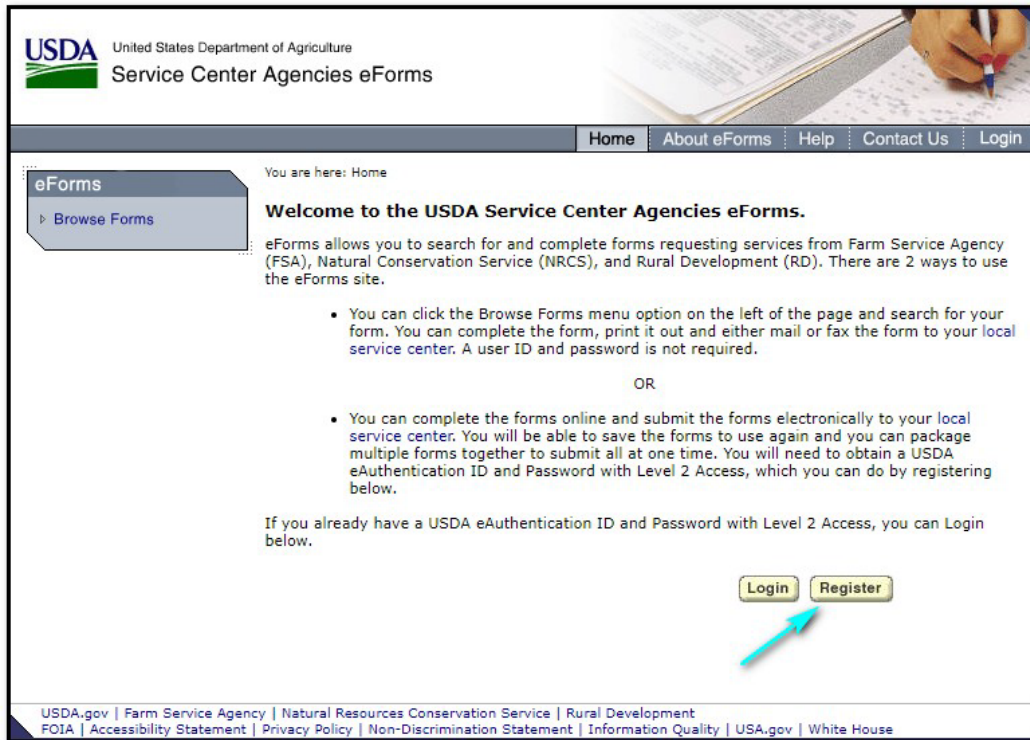 USDA
United States Department of Agriculture
Service Center Agencies eForms
Home About eForms Help Contact Us Login
eForms
Browse Forms
You are here: Home
Welcome to the USDA Service Center Agencies eForms.
eForms allows you to search for and complete forms requesting services from Farm Service Agency
(FSA), Natural Conservation Service (NRCS), and Rural Development (RD). There are 2 ways to use
the eForms site.
• You can click the Browse Forms menu option on the left of the page and search for your
form. You can complete the form, print it out and either mail or fax the form to your local
service center. A user ID and password is not required.
OR
• You can complete the forms online and submit the forms electronically to your local
service center. You will be able to save the forms to use again and you can package
multiple forms together to submit all at one time. You will need to obtain a USDA
eAuthentication ID and Password with Level 2 Access, which you can do by registering
below.
If you already have a USDA eAuthentication ID and Password with Level 2 Access, you can Login
below.
Login Register
USDA.gov | Farm Service Agency | Natural Resources Conservation Service | Rural Development
FOIA | Accessibility Statement | Privacy Policy | Non-Discrimination Statement | Information Quality | USA.gov | White House